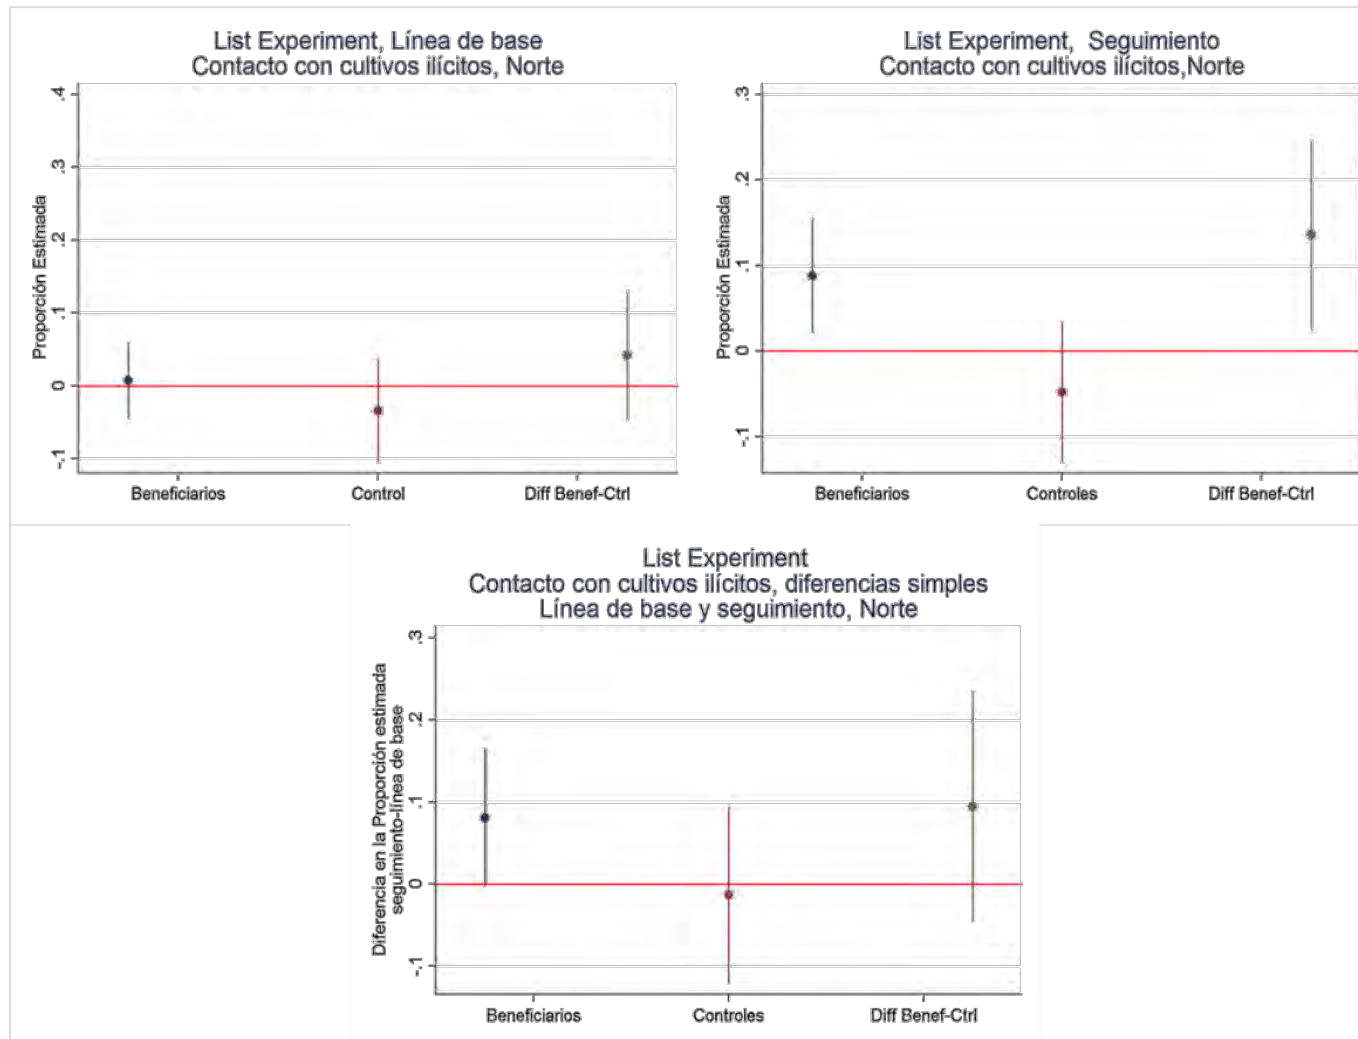 List Experiment, Línea de base
Contacto con cultivos ilícitos, Norte
Proporción Estimada
.4
.3
.2
.1
0
-.1
Beneficiarios
Control
Diff Benef-Ctrl
List Experiment, Seguimiento
Contacto con cultivos ilícitos,Norte
Proporción Estimada
.3
.2
.1
0
-.1
Beneficiarios
Controles
Diff Benef-Ctrl
List Experiment
Contacto con cultivos ilícitos, diferencias simples
Línea de base y seguimiento, Norte
Diferencia en la Proporción estimada
seguimiento-línea de base
.3
.2
.1
0
-.1
Beneficiarios
Controles
Diff Benef-Ctrl